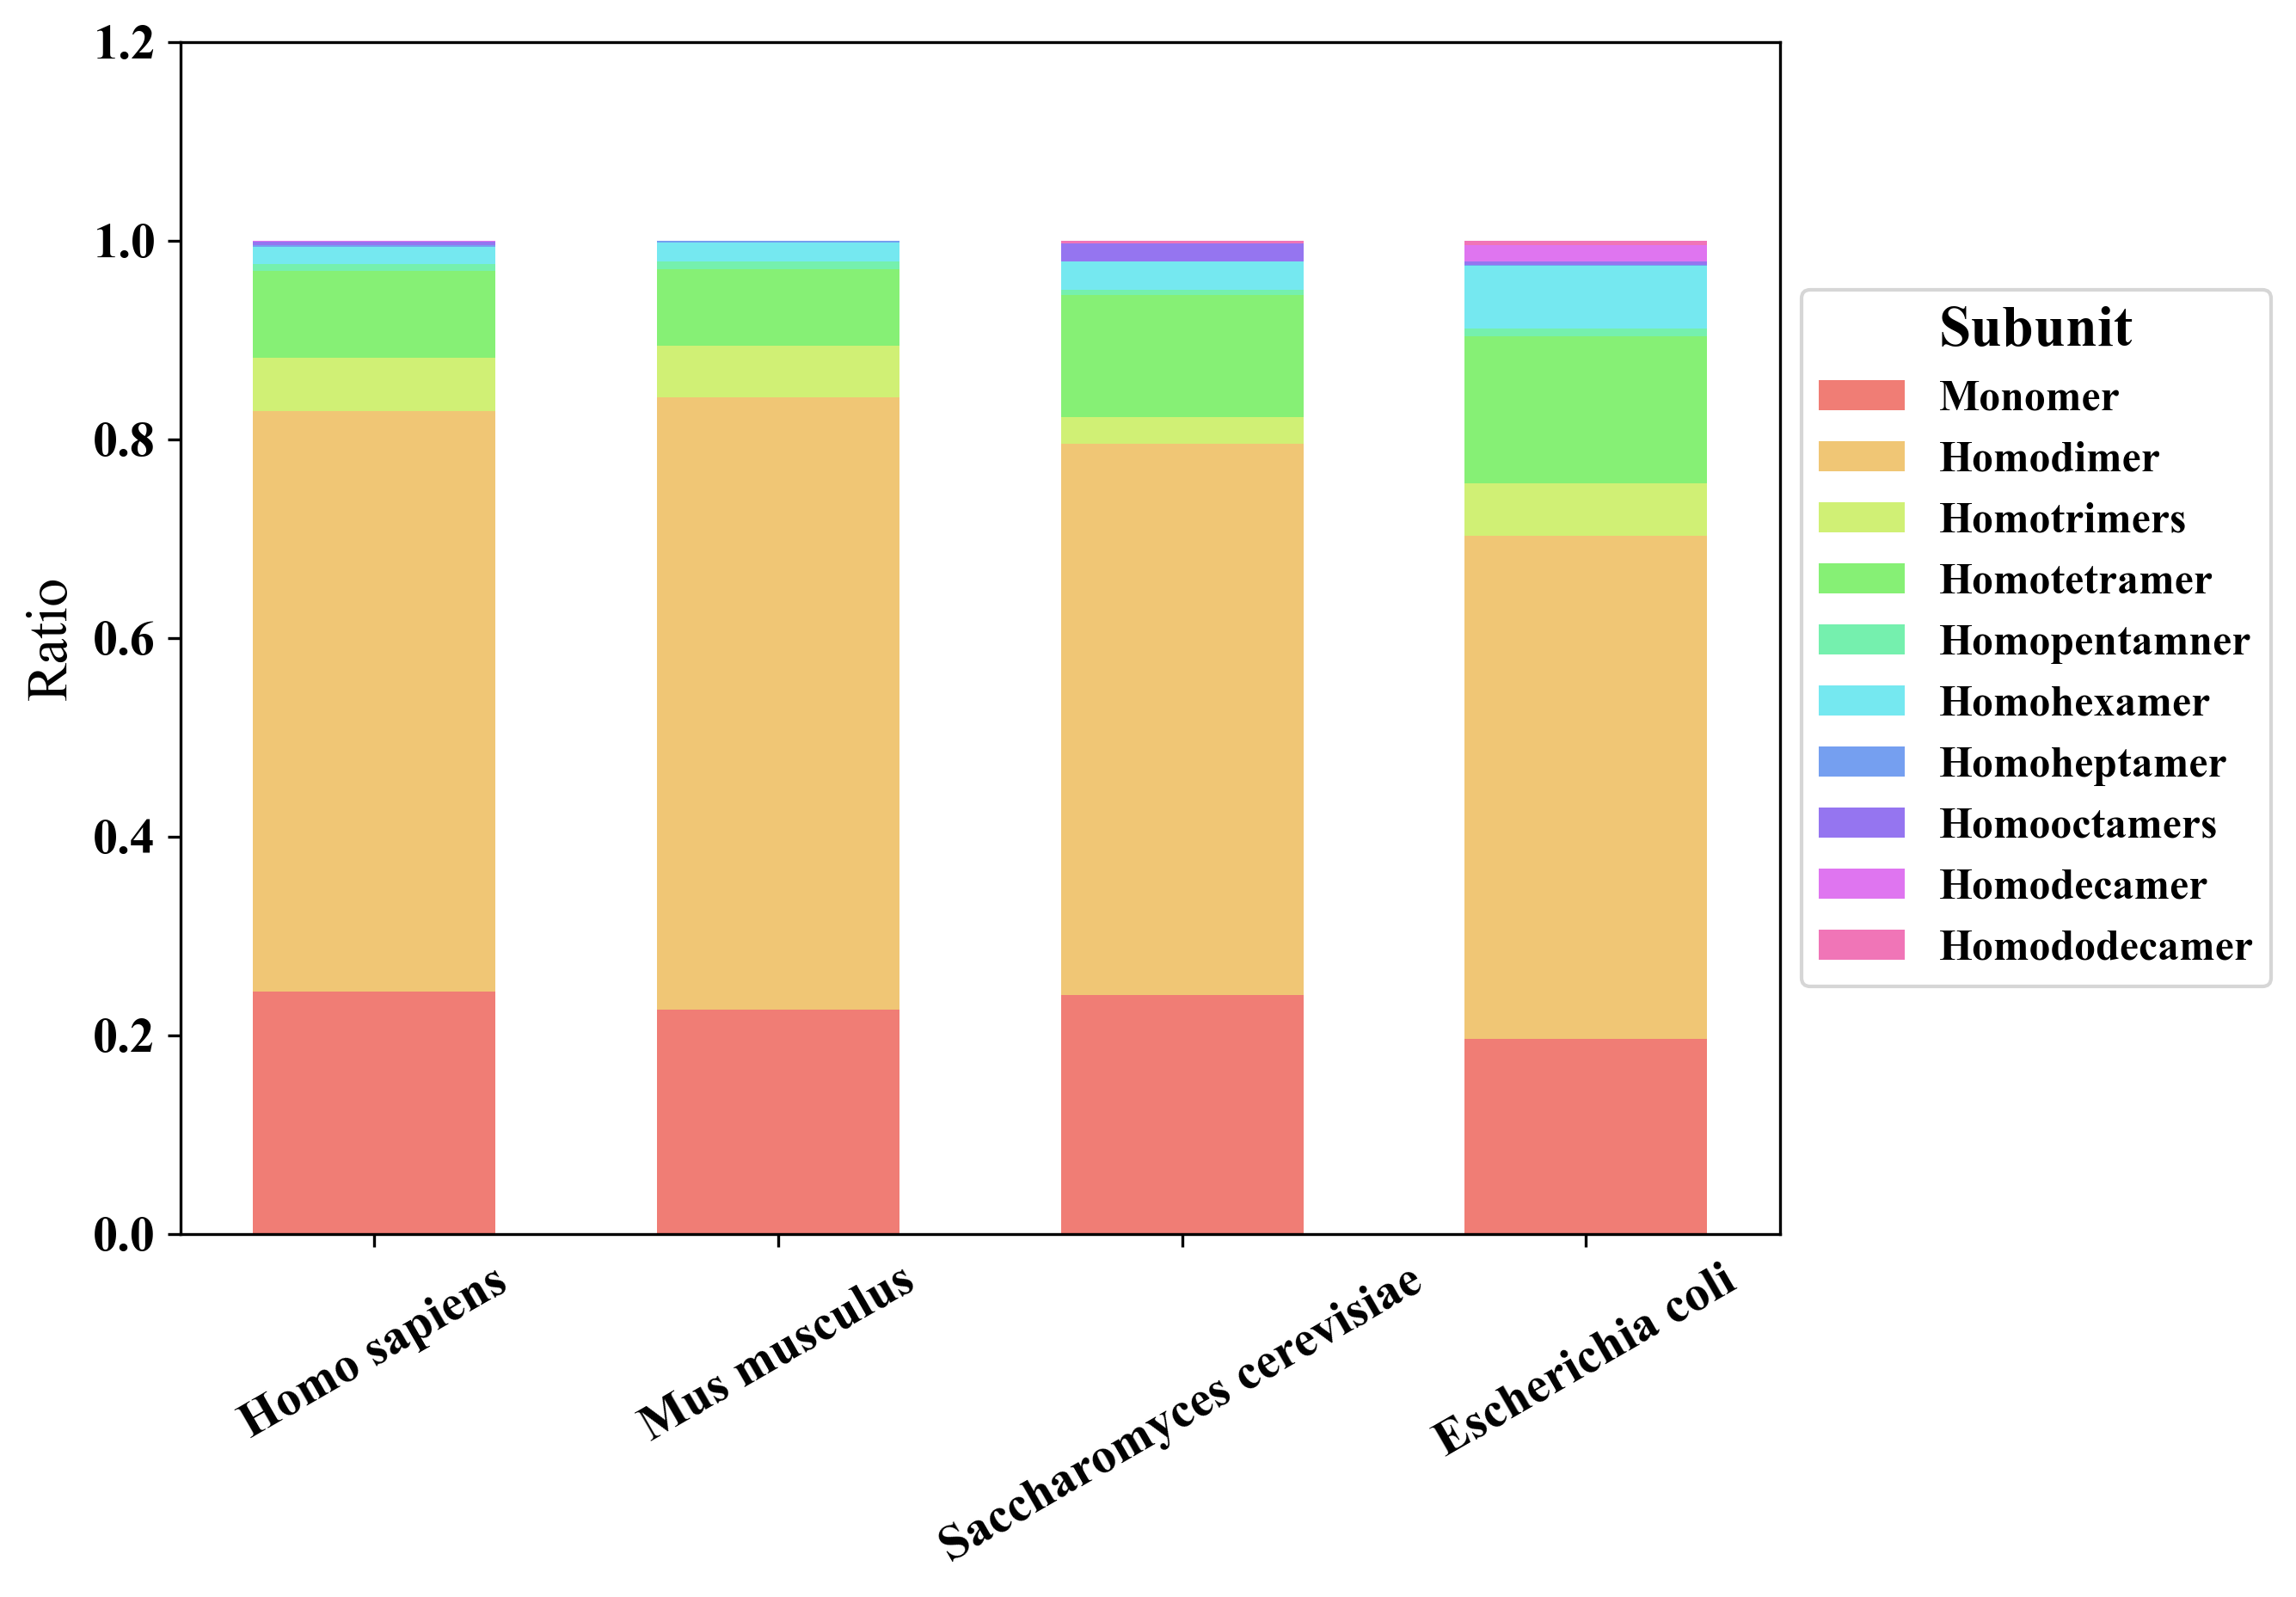 1.2
1.0
0.8
0.6
0.4
0.2
0.0
Ratio
Homo sapiens
Mus musculus
Saccharomyces cerevisiae
Escherichia coli
Subunit
Monomer
Homodimer
Homotrimers
Homotetramer
Homopentamner
Homohexamer
Homoheptamer
Homooctamers
Homodecamer
Homododecamer